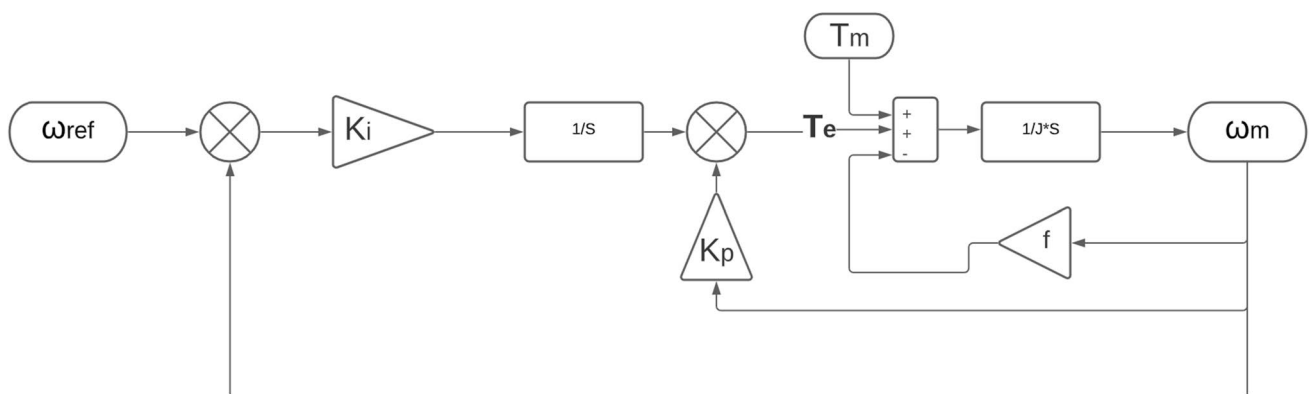 Tm
ωref
Ki
1/S
Te
+
+
-
1/J*S
ωm
f
Kp